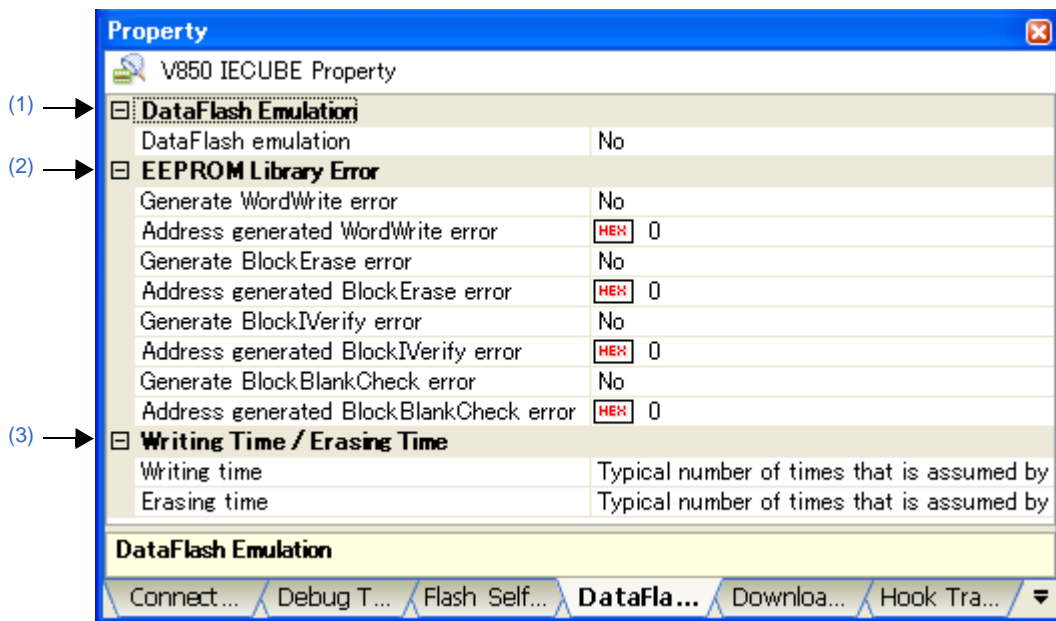 Property
V850 IECUBE Property
(1) DataFlash Emulation
DataFlash emulation No
(2) EEPROM Library Error
Generate WordWrite error No
Address generated WordWrite error HEX 0
Generate BlockErase error No
Address generated BlockErase error HEX 0
Generate BlockIVerify error No
Address generated BlockIVerify error HEX 0
Generate BlockBlankCheck error No
Address generated BlockBlankCheck error HEX 0
(3) Writing Time / Erasing Time
Writing time Typical number of times that is assumed by
Erasing time Typical number of times that is assumed by
DataFlash Emulation
Connect... Debug T... Flash Self... DataFla... Downloa... Hook Tra...